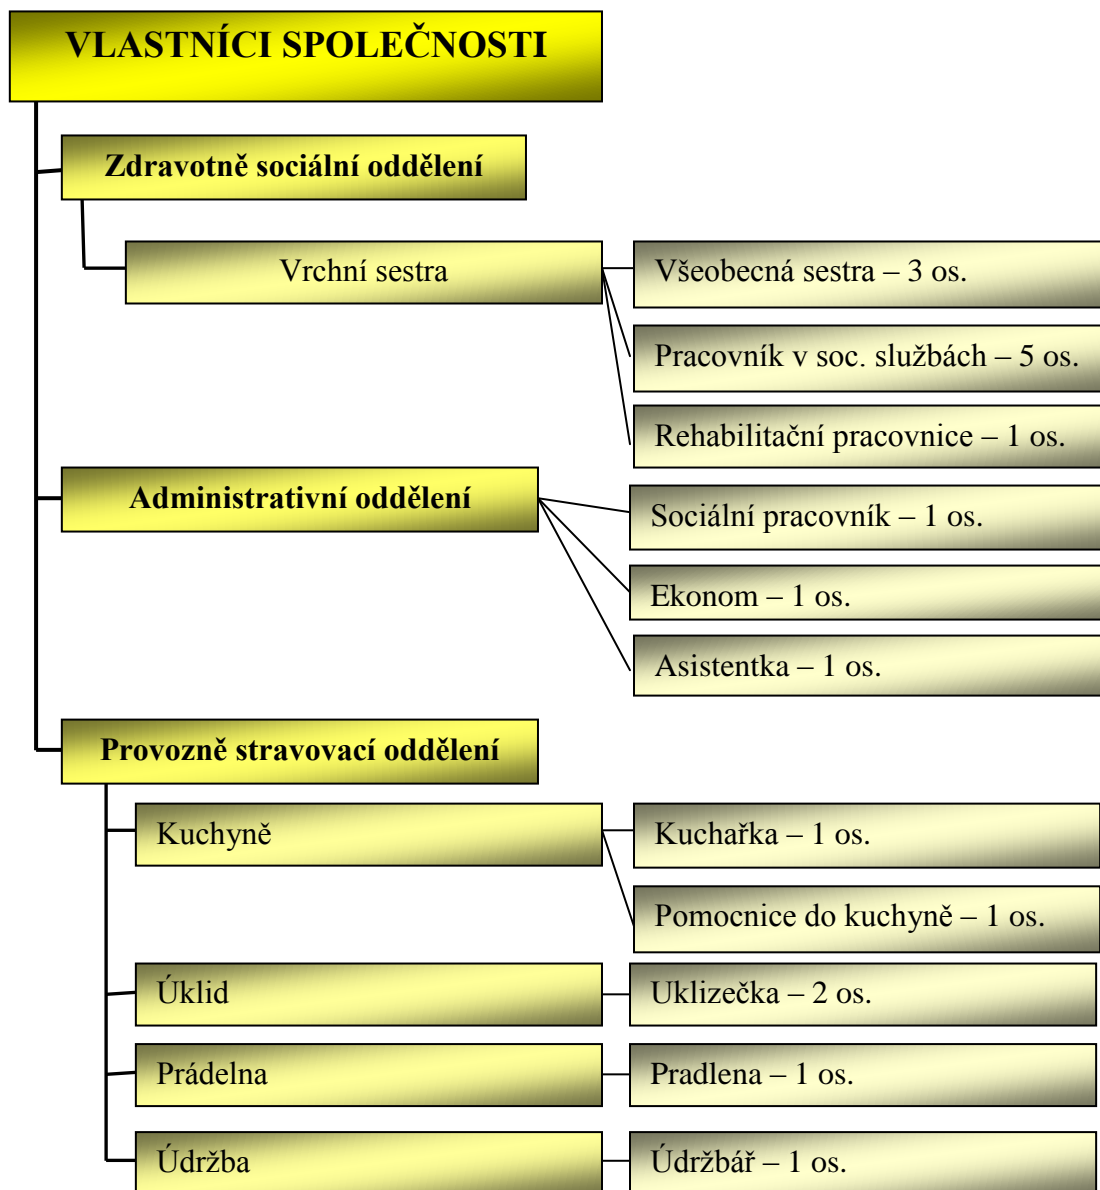 VLASTNÍCI SPOLEČNOSTI
Zdravotně sociální oddělení
Vrchní sestra
Všeobecná sestra – 3 os.
Pracovník v soc. službách – 5 os.
Rehabilitační pracovnice – 1 os.
Administrativní oddělení
Sociální pracovník – 1 os.
Ekonom – 1 os.
Asistentka – 1 os.
Provozně stravovací oddělení
Kuchyně
Kuchařka – 1 os.
Pomocnice do kuchyně – 1 os.
Úklid
Uklizečka – 2 os.
Prádelna
Pradlena – 1 os.
Údržba
Údržbář – 1 os.